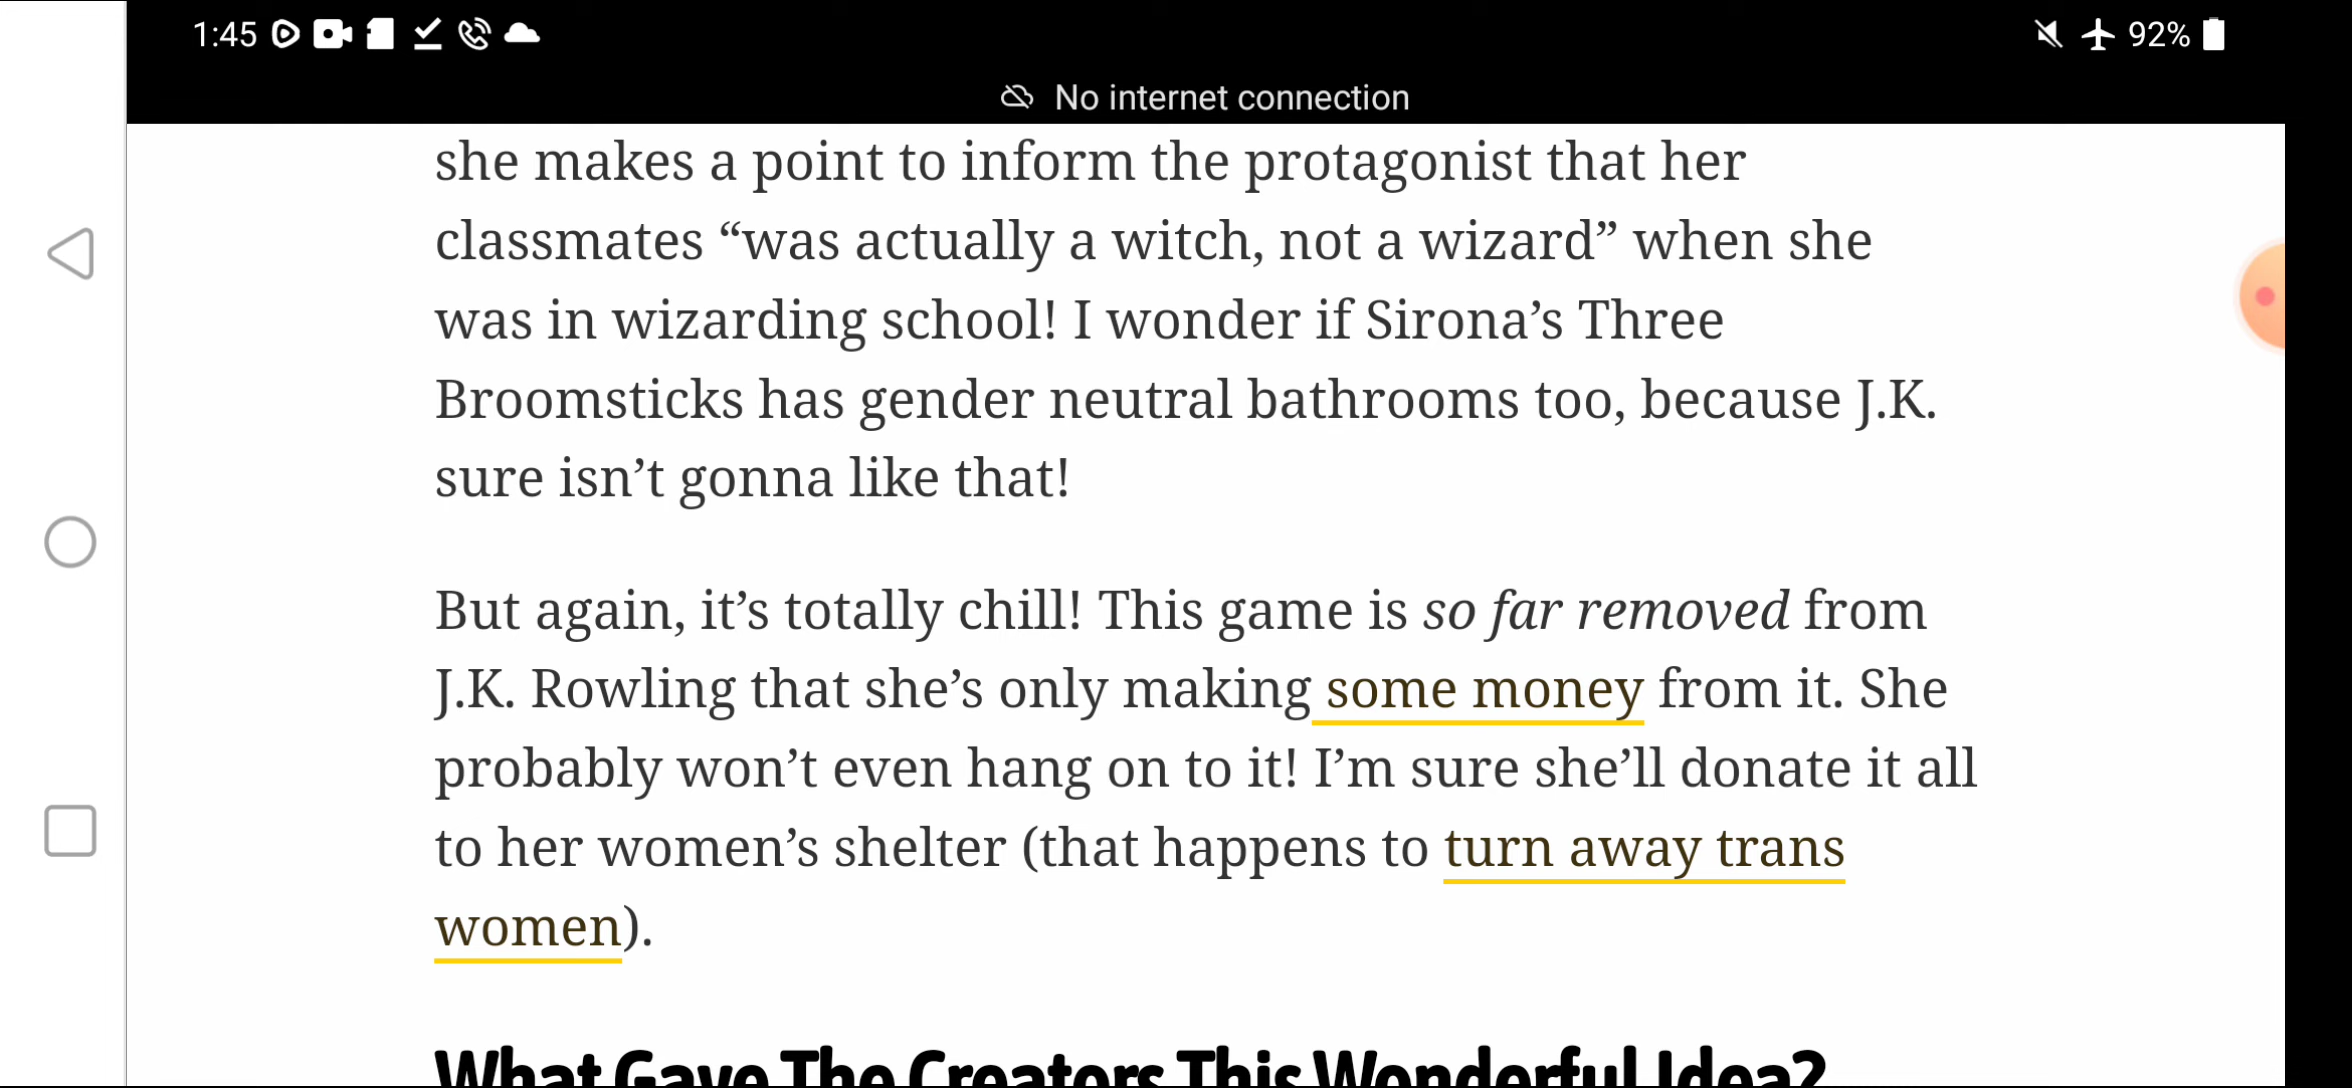 1:45
92%
No internet connection
she makes a point to inform the protagonist that her
classmates “was actually a witch, not a wizard” when she
was in wizarding school! I wonder if Sirona’s Three
Broomsticks has gender neutral bathrooms too, because J.K.
sure isn’t gonna like that!
But again, it’s totally chill! This game is so far removed from
J.K. Rowling that she’s only making some money from it. She
probably won’t even hang on to it! I’m sure she’ll donate it all
to her women’s shelter (that happens to turn away trans
women).
What Gave The Creators This Wonderful Idea?